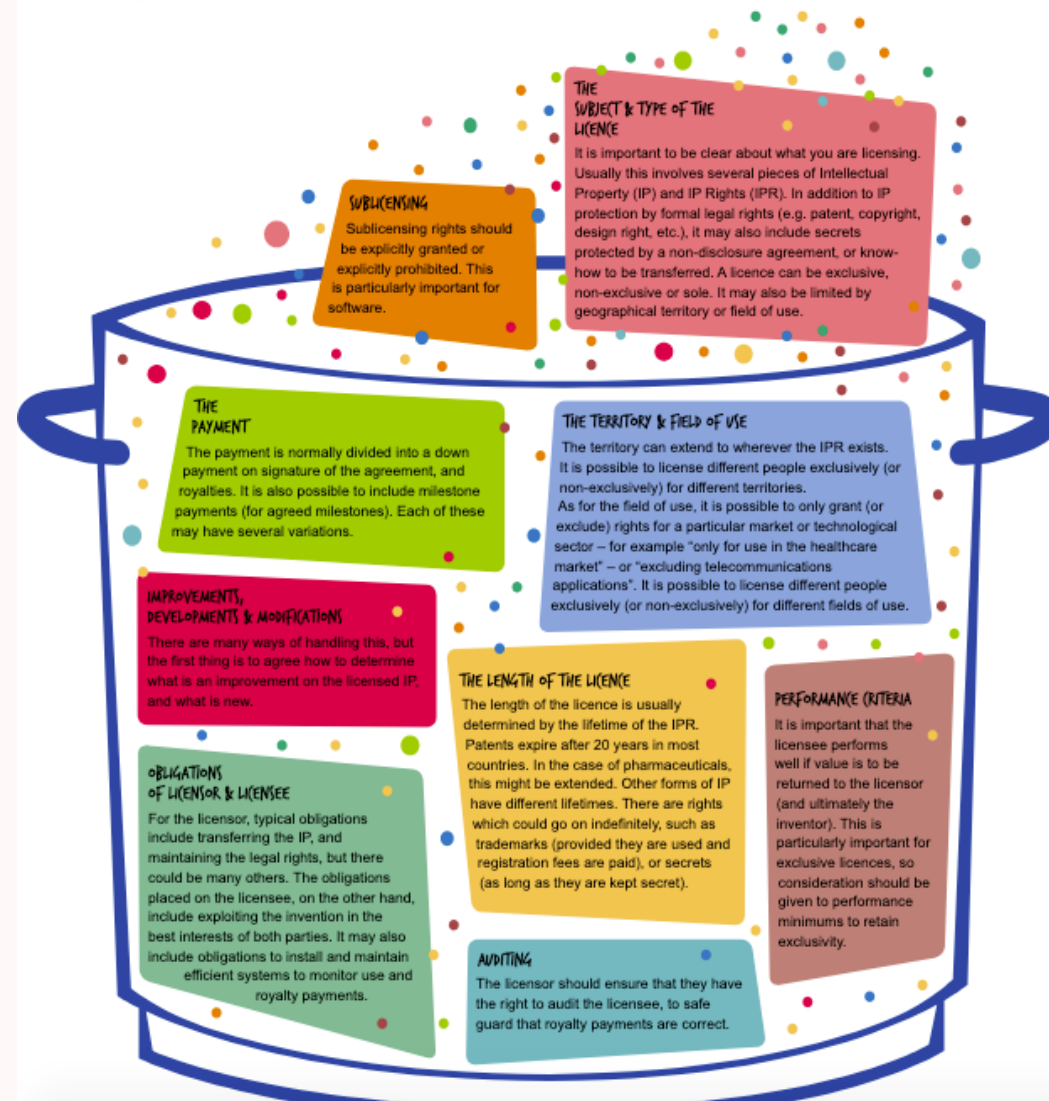 THE
SUBJECT & TYPE OF THE
LICENCE
It is important to be clear about what you are licensing.
Usually this involves several pieces of Intellectual
Property (IP) and IP Rights (IPR). In addition to IP
protection by formal legal rights (e.g. patent, copyright,
design right, etc.), it may also include secrets
protected by a non-disclosure agreement, or know-
how to be transferred. A licence can be exclusive,
non-exclusive or sole. It may also be limited by
geographical territory or field of use.
SUBLICENSING
Sublicensing rights should
be explicitly granted or
explicitly prohibited. This
is particularly important for
software.
THE
PAYMENT
The payment is normally divided into a down
payment on signature of the agreement, and
royalties. It is also possible to include milestone
payments (for agreed milestones). Each of these
may have several variations.
THE TERRITORY & FIELD OF USE
The territory can extend to wherever the IPR exists.
It is possible to license different people exclusively (or
non-exclusively) for different territories.
As for the field of use, it is possible to only grant (or
exclude) rights for a particular market or technological
sector – for example “only for use in the healthcare
market” – or “excluding telecommunications
applications”. It is possible to license different people
exclusively (or non-exclusively) for different fields of use.
IMPROVEMENTS,
DEVELOPMENTS & MODIFICATIONS
There are many ways of handling this, but
the first thing is to agree how to determine
what is an improvement on the licensed IP,
and what is new.
THE LENGTH OF THE LICENCE
The length of the licence is usually
determined by the lifetime of the IPR.
Patents expire after 20 years in most
countries. In the case of pharmaceuticals,
this might be extended. Other forms of IP
have different lifetimes. There are rights
which could go on indefinitely, such as
trademarks (provided they are used and
registration fees are paid), or secrets
(as long as they are kept secret).
PERFORMANCE CRITERIA
It is important that the
licensee performs
well if value is to be
returned to the licensor
(and ultimately the
inventor). This is
particularly important for
exclusive licences, so
consideration should be
given to performance
minimums to retain
exclusivity.
OBLIGATIONS
OF LICENSOR & LICENSEE
For the licensor, typical obligations
include transferring the IP, and
maintaining the legal rights, but there
could be many others. The obligations
placed on the licensee, on the other hand,
include exploiting the invention in the
best interests of both parties. It may also
include obligations to install and maintain
efficient systems to monitor use and
royalty payments.
AUDITING
The licensor should ensure that they have
the right to audit the licensee, to safe
guard that royalty payments are correct.